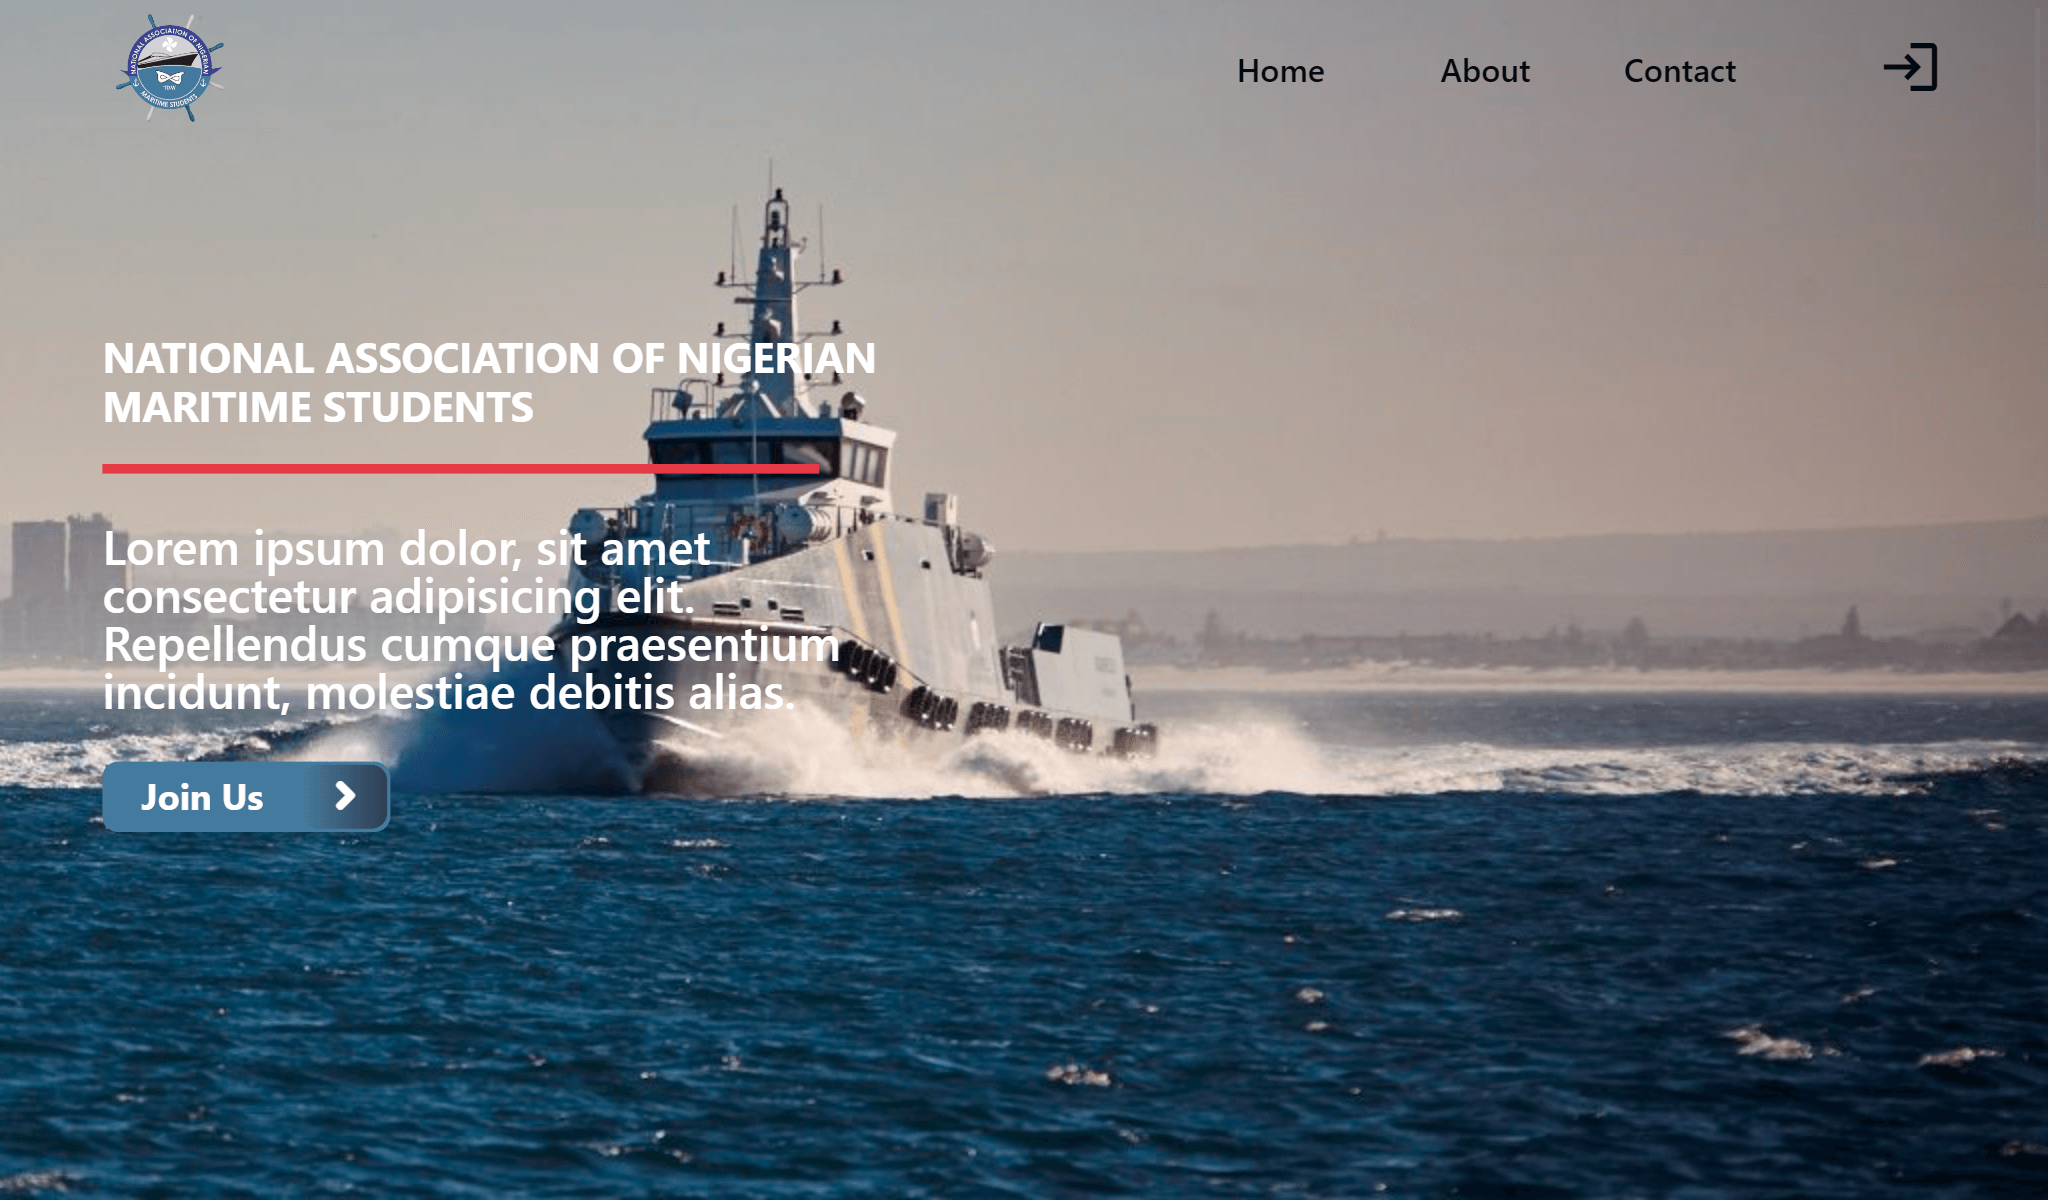 NATIONAL ASSOCIATION OF NIGERIAN
MARITIME STUDENTS
Home
About
Contact
NATIONAL ASSOCIATION OF NIGERIAN
MARITIME STUDENTS
Lorem ipsum dolor, sit amet
consectetur adipisicing elit.
Repellendus cumque praesentium
incidunt, molestiae debitis alias.
Join Us